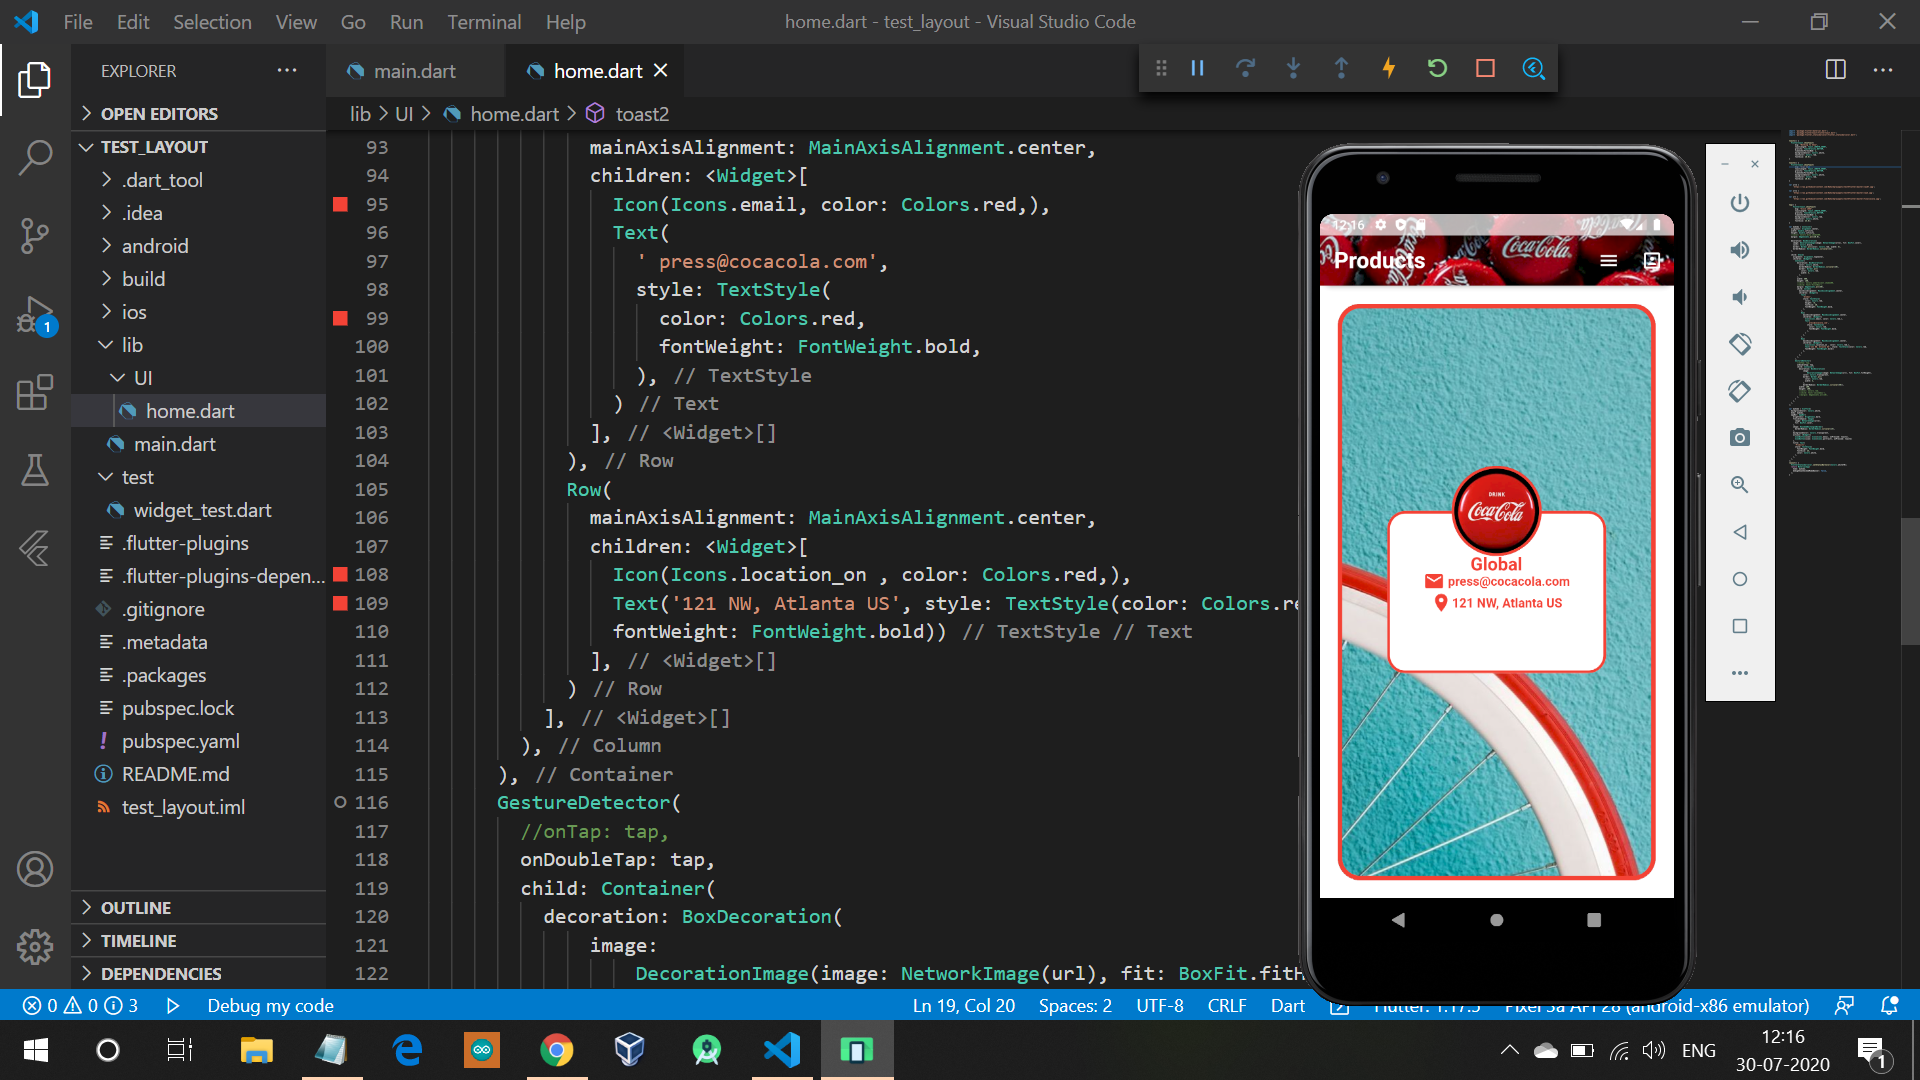 File Edit Selection View Go Run Terminal Help
home.dart - test_layout - Visual Studio Code
EXPLORER
main.dart
home.dart
OPEN EDITORS
lib > UI > home.dart > toast2
TEST_LAYOUT
.dart_tool
.idea
android
build
ios
lib
UI
home.dart
main.dart
test
widget_test.dart
.flutter-plugins
.flutter-plugins-depen...
.gitignore
.metadata
.packages
pubspec.lock
pubspec.yaml
README.md
test_layout.iml
OUTLINE
TIMELINE
DEPENDENCIES
1
93 mainAxisAlignment: MainAxisAlignment.center,
94 children: <Widget>[
95 Icon(Icons.email, color: Colors.red,),
96 Text(
97 ' press@cocacola.com',
98 style: TextStyle(
99 color: Colors.red,
100 fontWeight: FontWeight.bold,
101 ), // TextStyle
102 ) // Text
103 ], // <Widget>[]
104 ), // Row
105 Row(
106 mainAxisAlignment: MainAxisAlignment.center,
107 children: <Widget>[
108 Icon(Icons.location_on , color: Colors.red,),
109 Text('121 NW, Atlanta US', style: TextStyle(color: Colors.re
110 fontWeight: FontWeight.bold)) // TextStyle // Text
111 ], // <Widget>[]
112 ) // Row
113 ], // <Widget>[]
114 ), // Column
115 ), // Container
116 GestureDetector(
117 //onTap: tap,
118 onDoubleTap: tap,
119 child: Container(
120 decoration: BoxDecoration(
121 image:
122 DecorationImage(image: NetworkImage(url), fit: BoxFit.fitH
12:16
Coca-Cola
Products
DRINK
Coca-Cola
Global
press@cocacola.com
121 NW, Atlanta US
0 0 3 Debug my code
Ln 19, Col 20 Spaces: 2 UTF-8 CRLF Dart Flutter: 1.17.5 Pixel 3a API 28 (android-x86 emulator)
ENG
12:16
30-07-2020
1